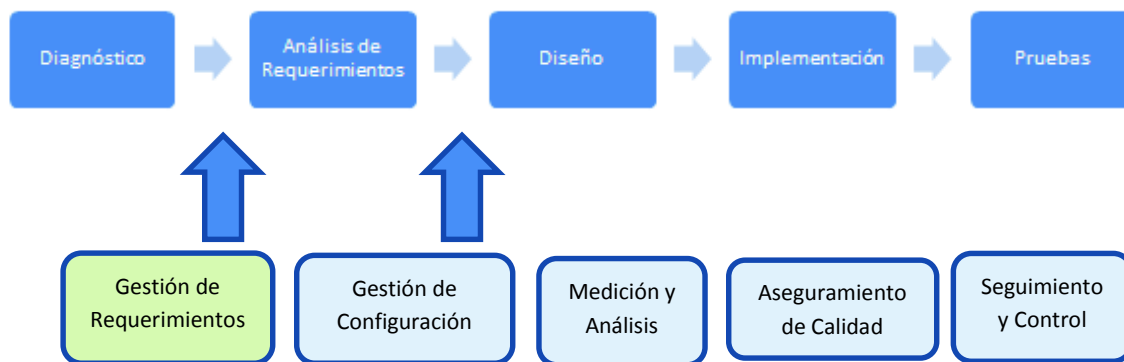 Diagnóstico
Análisis de
Requerimientos
Diseño
Implementación
Pruebas
Gestión de
Requerimientos
Gestión de
Configuración
Medición y
Análisis
Aseguramiento
de Calidad
Seguimiento
y Control